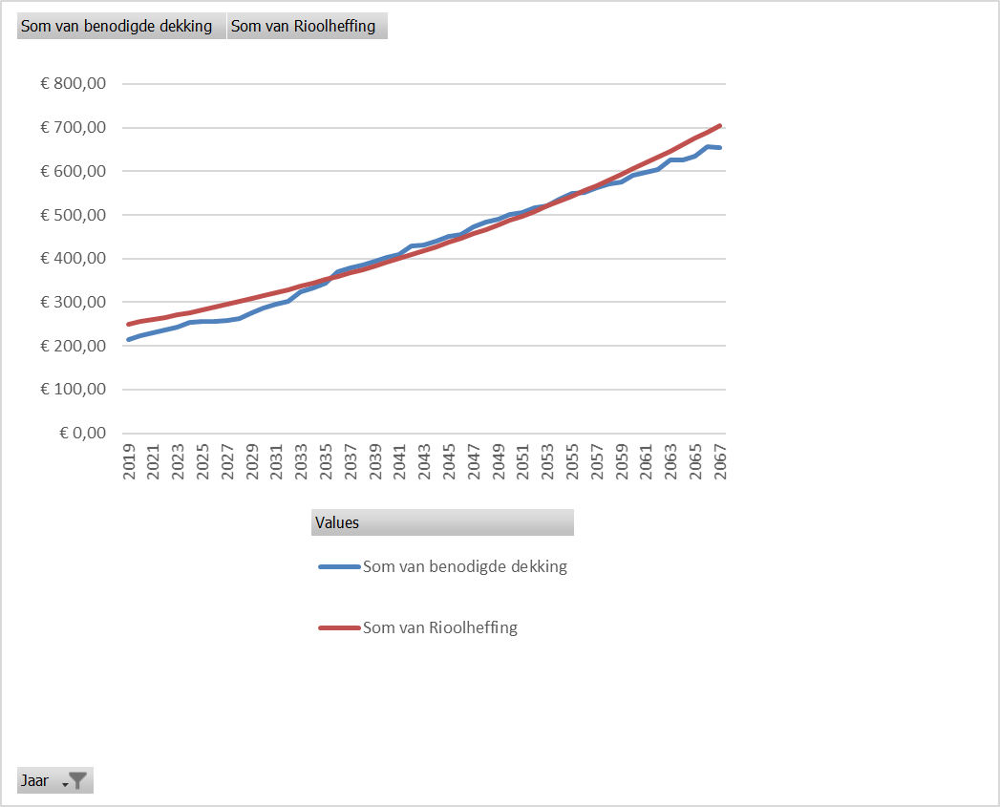 Som van benodigde dekking Som van Rioolheffing
€ 800,00
€ 700,00
€ 600,00
€ 500,00
€ 400,00
€ 300,00
€ 200,00
€ 100,00
€ 0,00
2019 2021 2023 2025 2027 2029 2031 2033 2035 2037 2039 2041 2043 2045 2047 2049 2051 2053 2055 2057 2059 2061 2063 2065 2067
Values
Som van benodigde dekking
Som van Rioolheffing
Jaar